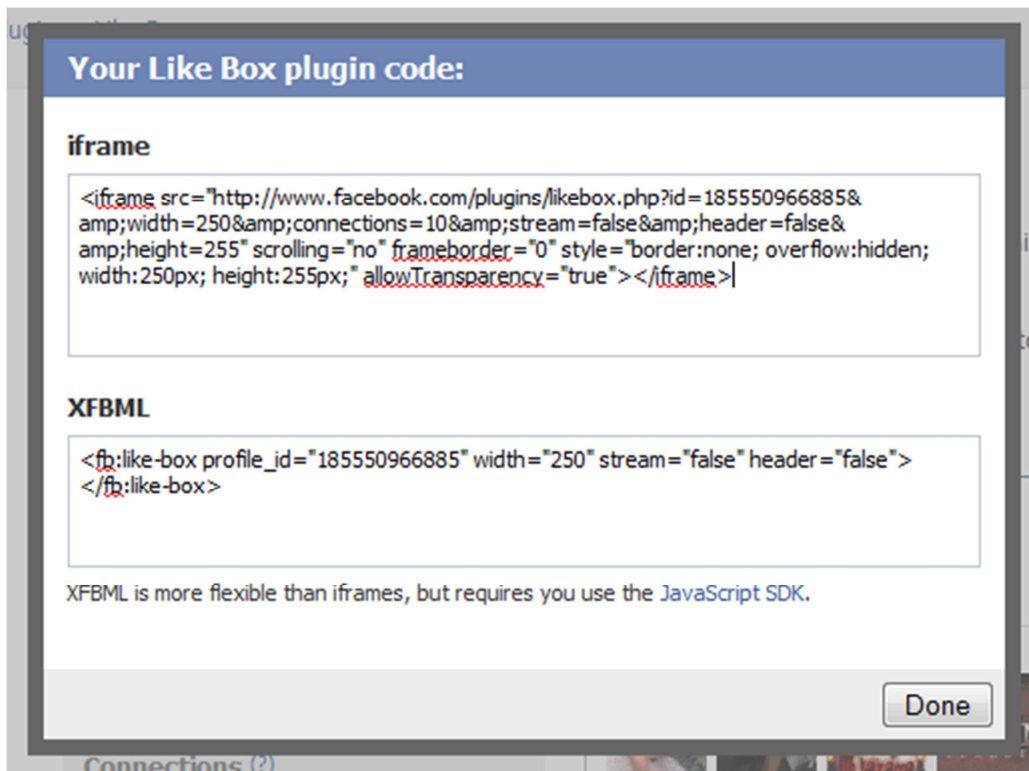 Your Like Box plugin code:
iframe
<iframe src="http://www.facebook.com/plugins/likebox.php?id=185550966885&
amp;width=250&amp;connections=10&amp;stream=false&amp;header=false&
amp;height=255" scrolling="no" frameborder="0" style="border:none; overflow:hidden;
width:250px; height:255px;" allowTransparency="true"></iframe>
XFBML
<fb:like-box profile_id="185550966885" width="250" stream="false" header="false">
</fb:like-box>
XFBML is more flexible than iframes, but requires you use the JavaScript SDK.
Done
Connections (?)